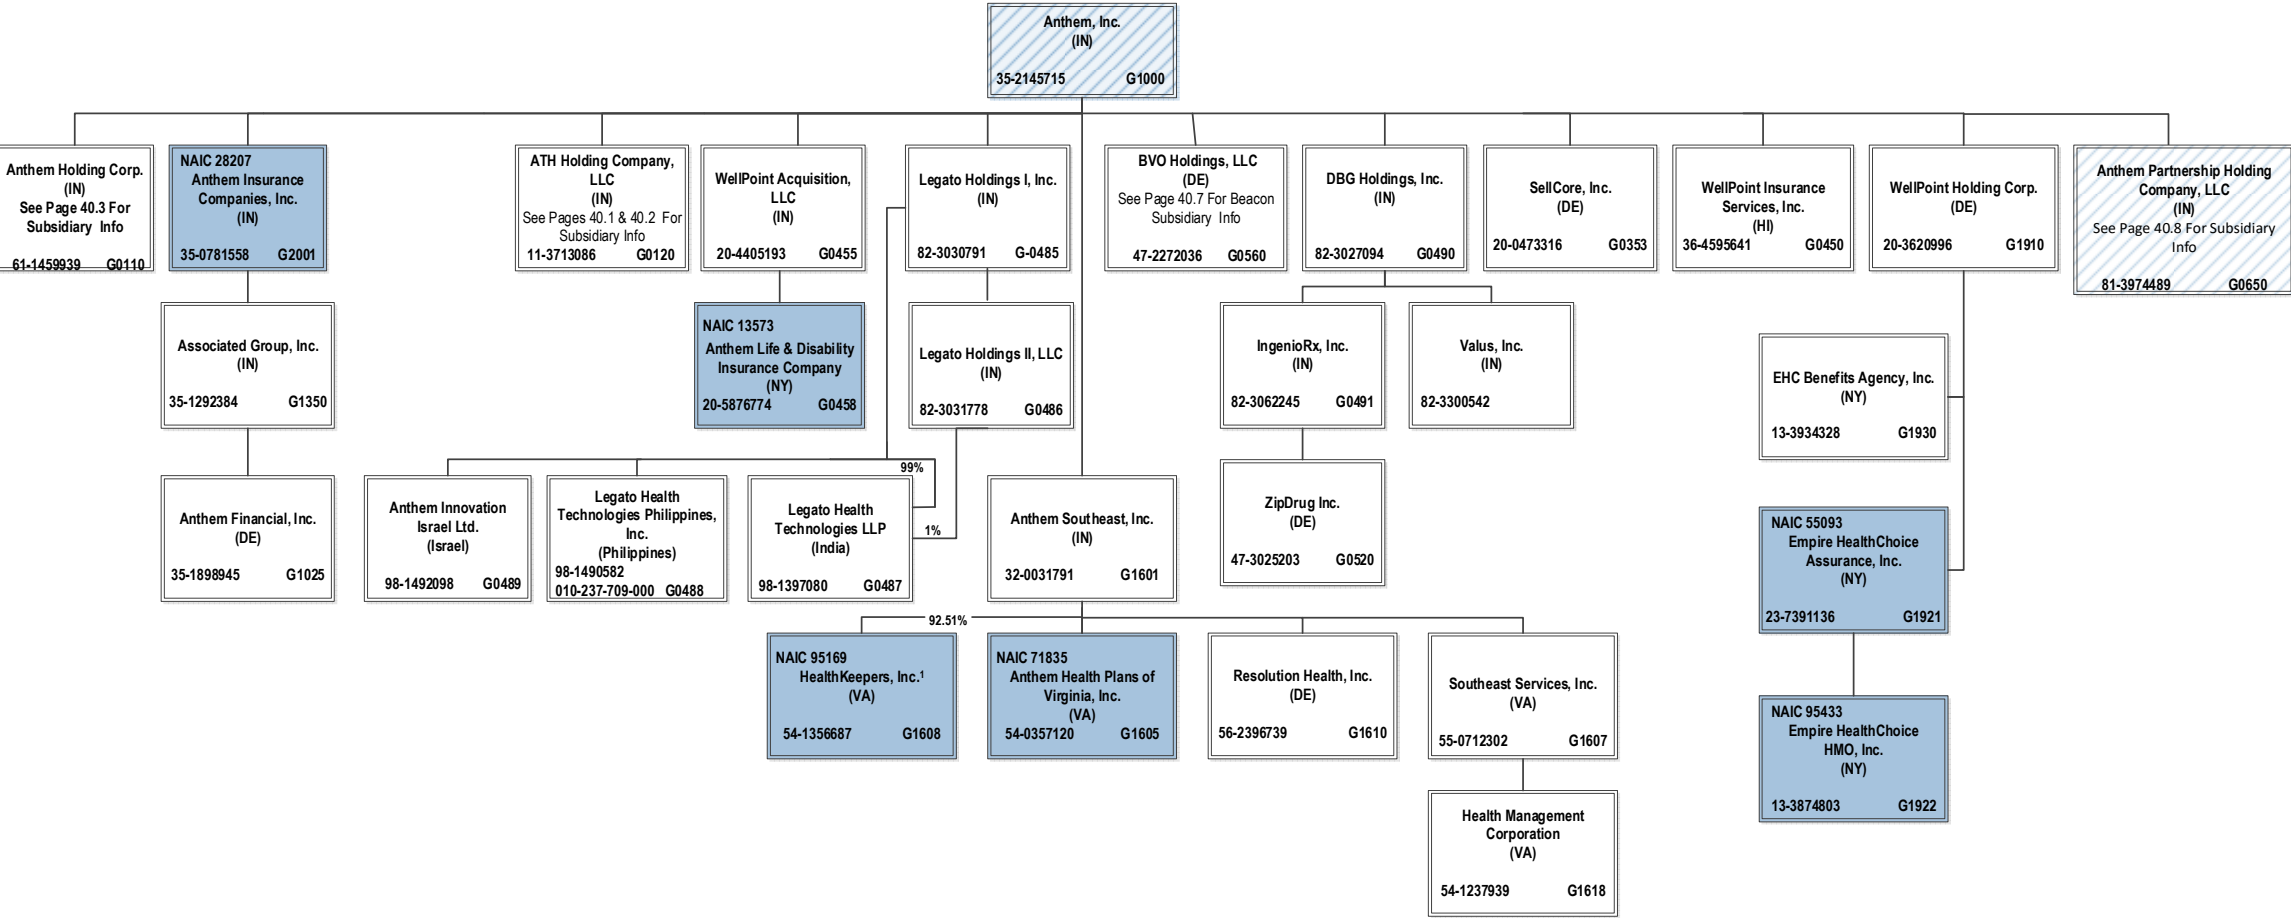 Anthem, Inc.
(IN)
35-2145715 G1000
Anthem Holding Corp.
(IN)
See Page 40.3 For
Subsidiary Info
61-1459939 G0110
NAIC 28207
Anthem Insurance
Companies, Inc.
(IN)
35-0781558 G2001
ATH Holding Company,
LLC
(IN)
See Pages 40.1 & 40.2 For
Subsidiary Info
11-3713086 G0120
WellPoint Acquisition,
LLC
(IN)
20-4405193 G0455
Legato Holdings I, Inc.
(IN)
82-3030791 G-0485
BVO Holdings, LLC
(DE)
See Page 40.7 For Beacon
Subsidiary Info
47-2272036 G0560
DBG Holdings, Inc.
(IN)
82-3027094 G0490
SellCore, Inc.
(DE)
20-0473316 G0353
WellPoint Insurance
Services, Inc.
(HI)
36-4595641 G0450
WellPoint Holding Corp.
(DE)
20-3620996 G1910
Anthem Partnership Holding
Company, LLC
(IN)
See Page 40.8 For Subsidiary
Info
81-3974489 G0650
Associated Group, Inc.
(IN)
35-1292384 G1350
NAIC 13573
Anthem Life & Disability
Insurance Company
(NY)
20-5876774 G0458
Legato Holdings II, LLC
(IN)
82-3031778 G0486
IngenioRx, Inc.
(IN)
82-3062245 G0491
Valus, Inc.
(IN)
82-3300542
EHC Benefits Agency, Inc.
(NY)
13-3934328 G1930
99%
1%
Anthem Financial, Inc.
(DE)
35-1898945 G1025
Anthem Innovation
Israel Ltd.
(Israel)
98-1492098 G0489
Legato Health
Technologies Philippines,
Inc.
(Philippines)
98-1490582
010-237-709-000 G0488
Legato Health
Technologies LLP
(India)
98-1397080 G0487
Anthem Southeast, Inc.
(IN)
32-0031791 G1601
ZipDrug Inc.
(DE)
47-3025203 G0520
NAIC 55093
Empire HealthChoice
Assurance, Inc.
(NY)
23-7391136 G1921
92.51%
NAIC 95169
HealthKeepers, Inc.¹
(VA)
54-1356687 G1608
NAIC 71835
Anthem Health Plans of
Virginia, Inc.
(VA)
54-0357120 G1605
Resolution Health, Inc.
(DE)
56-2396739 G1610
Southeast Services, Inc.
(VA)
55-0712302 G1607
NAIC 95433
Empire HealthChoice
HMO, Inc.
(NY)
13-3874803 G1922
Health Management
Corporation
(VA)
54-1237939 G1618